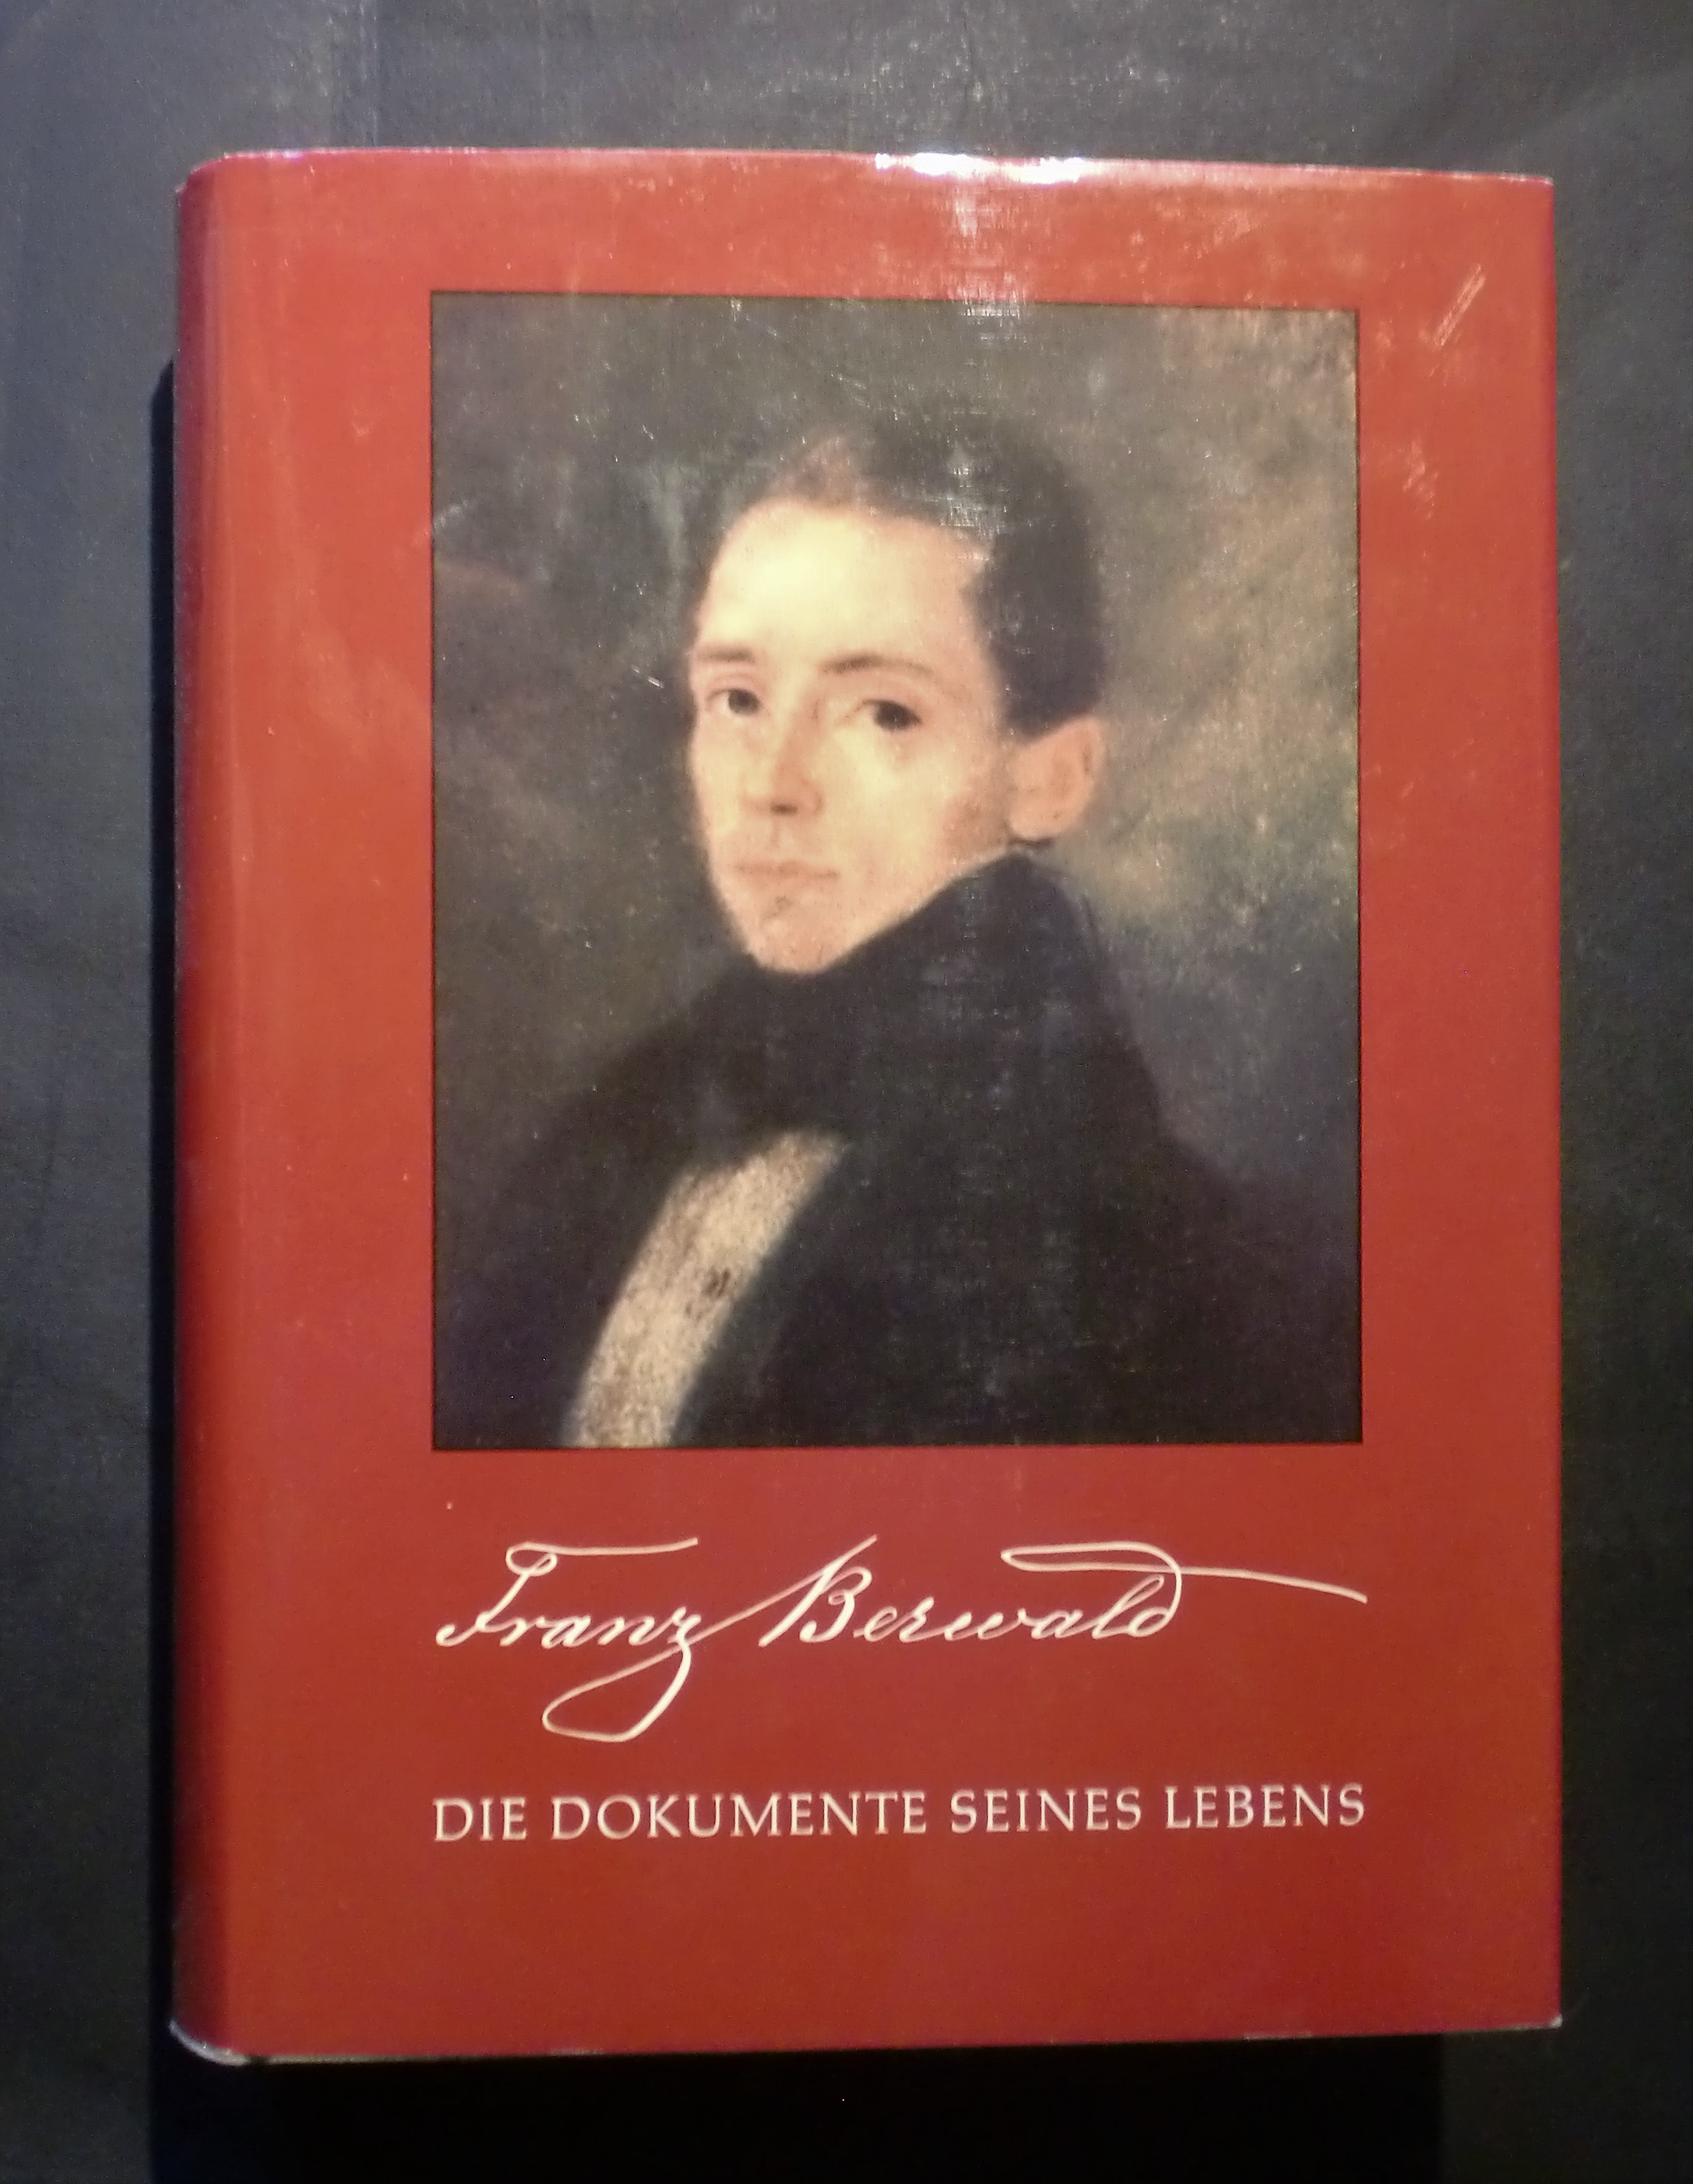 Franz Berwald
DIE DOKUMENTE SEINES LEBENS